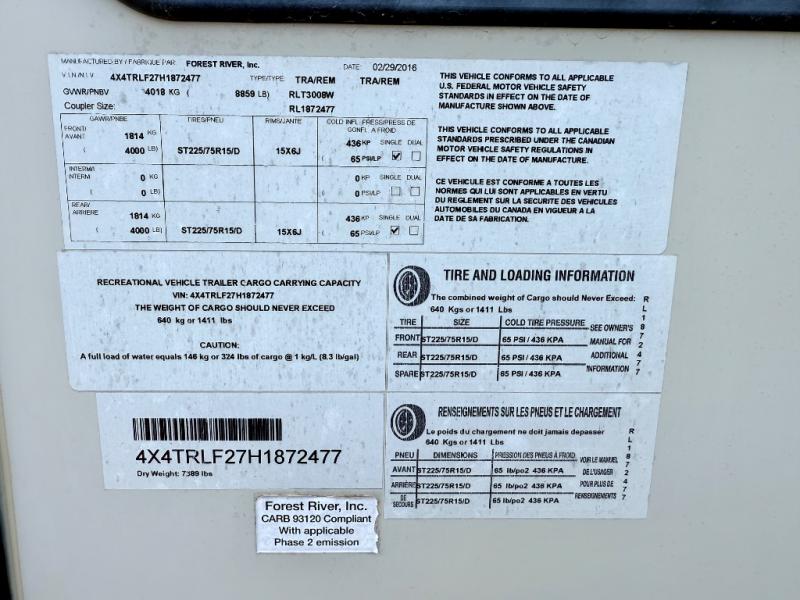 MANUFACTURED BY / FABRIQUE PAR: FOREST RIVER, Inc. DATE: 02/29/2016
V.I.N./N.I.V. 4X4TRLF27H1872477 TYPE/TYPE: TRA/REM TRA/REM
GVWR/PNBV 4018 KG ( 8859 LB) RLT3008W
Coupler Size: RL1872477
GAWR/PNBE TIRES/PNEU RIMS/JANTE COLD INFL. PRESS/PRESS DE GONFL. A FROID
FRONT/ AVANT 1814 KG 436 KP SINGLE DUAL
( 4000 LB) ST225/75R15/D 15X6J ( 65 PSI/LP
INTERM/ INTERM 0 KG 0 KP SINGLE DUAL
( 0 LB) ( 0 PSI/LP
REAR/ ARRIERE 1814 KG 436 KP SINGLE DUAL
( 4000 LB) ST225/75R15/D 15X6J ( 65 PSI/LP
THIS VEHICLE CONFORMS TO ALL APPLICABLE
U.S. FEDERAL MOTOR VEHICLE SAFETY
STANDARDS IN EFFECT ON THE DATE OF
MANUFACTURE SHOWN ABOVE.
THIS VEHICLE CONFORMS TO ALL APPLICABLE
STANDARDS PRESCRIBED UNDER THE CANADIAN
MOTOR VEHICLE SAFETY REGULATIONS IN
EFFECT ON THE DATE OF MANUFACTURE.
CE VEHICULE EST CONFORME A TOUTES LES
NORMES QUI LUI SONT APPLICABLES EN VERTU
DU REGLEMENT SUR LA SECURITE DES VEHICULES
AUTOMOBILES DU CANADA EN VIGUEUR A LA
DATE DE SA FABRICATION.
RECREATIONAL VEHICLE TRAILER CARGO CARRYING CAPACITY
VIN: 4X4TRLF27H1872477
THE WEIGHT OF CARGO SHOULD NEVER EXCEED
640 kg or 1411 lbs
CAUTION:
A full load of water equals 146 kg or 324 lbs of cargo @ 1 kg/L (8.3 lb/gal)
TIRE AND LOADING INFORMATION
The combined weight of Cargo should Never Exceed:
640 Kgs or 1411 Lbs
TIRE SIZE COLD TIRE PRESSURE
FRONT ST225/75R15/D 65 PSI / 436 KPA
REAR ST225/75R15/D 65 PSI / 436 KPA
SPARE ST225/75R15/D 65 PSI / 436 KPA
SEE OWNER'S
MANUAL FOR
ADDITIONAL
INFORMATION
RL1872477
4X4TRLF27H1872477
Dry Weight: 7389 lbs
RENSEIGNEMENTS SUR LES PNEUS ET LE CHARGEMENT
Le poids du chargement ne doit jamais depasser
640 Kgs or 1411 Lbs
PNEU DIMENSIONS PRESSION DES PNEUS À FROID
AVANT ST225/75R15/D 65 lb/po2 436 KPA
ARRIÈRE ST225/75R15/D 65 lb/po2 436 KPA
DE SECOURS ST225/75R15/D 65 lb/po2 436 KPA
VOIR LE MANUEL
DE L'USAGER
POUR PLUS DE
RENSEIGNEMENTS
RL1872477
Forest River, Inc.
CARB 93120 Compliant
With applicable
Phase 2 emission